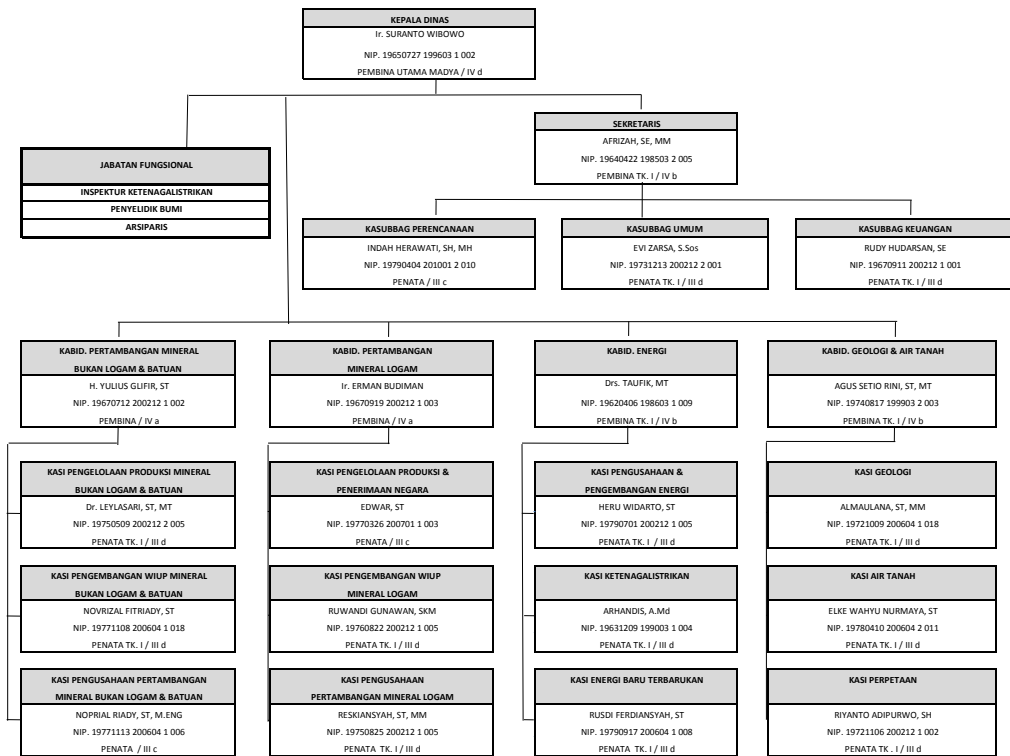 KEPALA DINAS
Ir. SURANTO WIBOWO
NIP. 19650727 199603 1 002
PEMBINA UTAMA MADYA / IV d
SEKRETARIS
AFRIZAH, SE, MM
NIP. 19640422 198503 2 005
PEMBINA TK. I / IV b
JABATAN FUNGSIONAL
INSPEKTUR KETENAGALISTRIKAN
PENYELIDIK BUMI
ARSIPARIS
KASUBBAG PERENCANAAN
INDAH HERAWATI, SH, MH
NIP. 19790404 201001 2 010
PENATA / III c
KASUBBAG UMUM
EVI ZARSA, S.Sos
NIP. 19731213 200212 2 001
PENATA TK. I / III d
KASUBBAG KEUANGAN
RUDY HUDARSAN, SE
NIP. 19670911 200212 1 001
PENATA TK. I / III d
KABID. PERTAMBANGAN MINERAL
BUKAN LOGAM & BATUAN
H. YULIUS GLIFIR, ST
NIP. 19670712 200212 1 002
PEMBINA / IV a
KABID. PERTAMBANGAN
MINERAL LOGAM
Ir. ERMAN BUDIMAN
NIP. 19670919 200212 1 003
PEMBINA / IV a
KABID. ENERGI
Drs. TAUFIK, MT
NIP. 19620406 198603 1 009
PEMBINA TK. I / IV b
KABID. GEOLOGI & AIR TANAH
AGUS SETIO RINI, ST, MT
NIP. 19740817 199903 2 003
PEMBINA TK. I / IV b
KASI PENGELOLAAN PRODUKSI MINERAL
BUKAN LOGAM & BATUAN
Dr. LEYLASARI, ST, MT
NIP. 19750509 200212 2 005
PENATA TK. I / III d
KASI PENGELOLAAN PRODUKSI &
PENERIMAAN NEGARA
EDWAR, ST
NIP. 19770326 200701 1 003
PENATA / III c
KASI PENGUSAHAAN &
PENGEMBANGAN ENERGI
HERU WIDARTO, ST
NIP. 19790701 200212 1 005
PENATA TK. I / III d
KASI GEOLOGI
ALMAULANA, ST, MM
NIP. 19721009 200604 1 018
PENATA TK. I / III d
KASI PENGEMBANGAN WIUP MINERAL
BUKAN LOGAM & BATUAN
NOVRIZAL FITRIADY, ST
NIP. 19771108 200604 1 018
PENATA TK. I / III d
KASI PENGEMBANGAN WIUP
MINERAL LOGAM
RUWANDI GUNAWAN, SKM
NIP. 19760822 200212 1 005
PENATA TK. I / III d
KASI KETENAGALISTRIKAN
ARHANDIS, A.Md
NIP. 19631209 199003 1 004
PENATA TK. I / III d
KASI AIR TANAH
ELKE WAHYU NURMAYA, ST
NIP. 19780410 200604 2 011
PENATA TK. I / III d
KASI PENGUSAHAAN PERTAMBANGAN
MINERAL BUKAN LOGAM & BATUAN
NOPRIAL RIADY, ST, M.ENG
NIP. 19771113 200604 1 006
PENATA / III c
KASI PENGUSAHAAN
PERTAMBANGAN MINERAL LOGAM
RESKIANSYAH, ST, MM
NIP. 19750825 200212 1 005
PENATA TK. I / III d
KASI ENERGI BARU TERBARUKAN
RUSDI FERDIANSYAH, ST
NIP. 19790917 200604 1 008
PENATA TK. I / III d
KASI PERPETAAN
RIYANTO ADIPURWO, SH
NIP. 19721106 200212 1 002
PENATA TK . I / III d